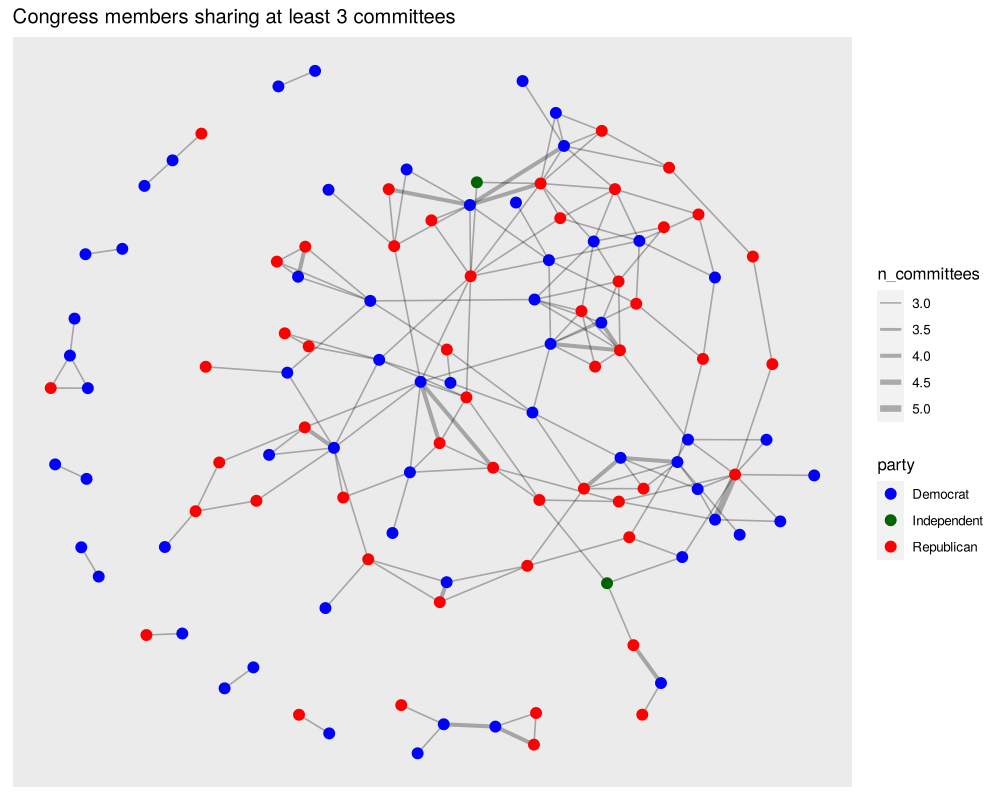 Congress members sharing at least 3 committees
n_committees
3.0
3.5
4.0
4.5
5.0
party
Democrat
Independent
Republican